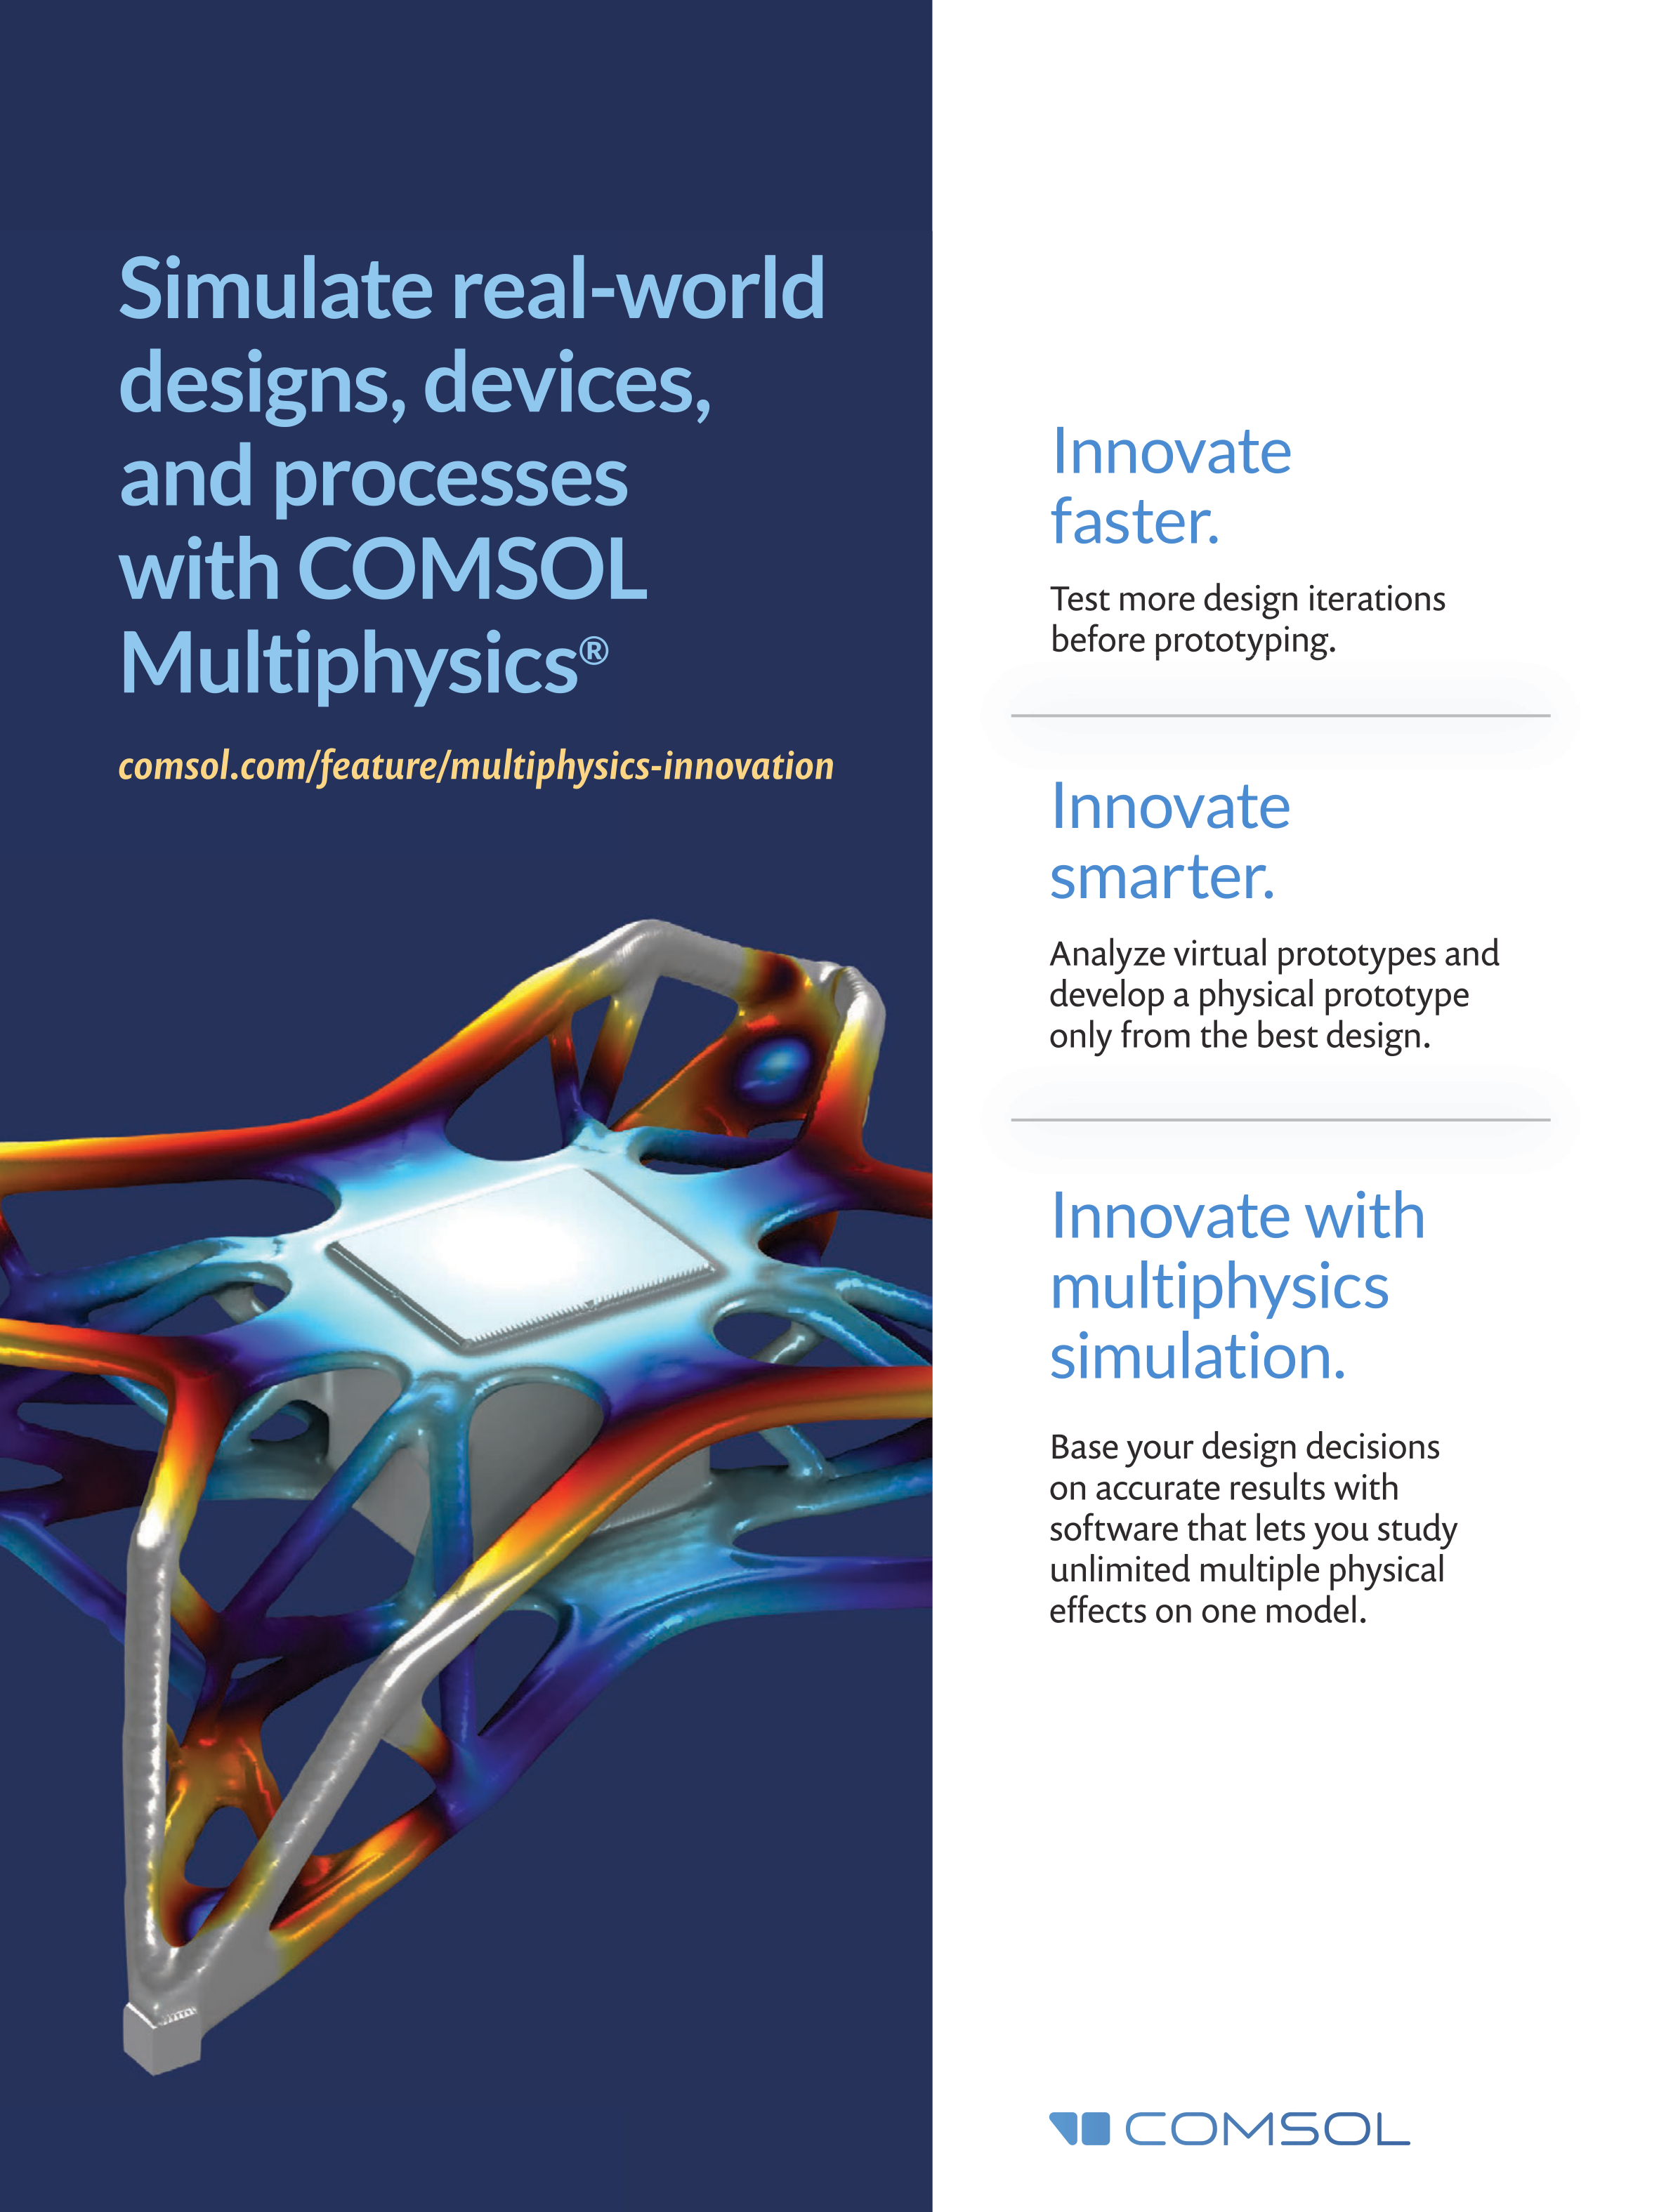 Simulate real-world
designs, devices,
and processes
with COMSOL
Multiphysics®
comsol.com/feature/multiphysics-innovation
Innovate
faster.
Test more design iterations
before prototyping.
Innovate
smarter.
Analyze virtual prototypes and
develop a physical prototype
only from the best design.
Innovate with
multiphysics
simulation.
Base your design decisions
on accurate results with
software that lets you study
unlimited multiple physical
effects on one model.
COMSOL